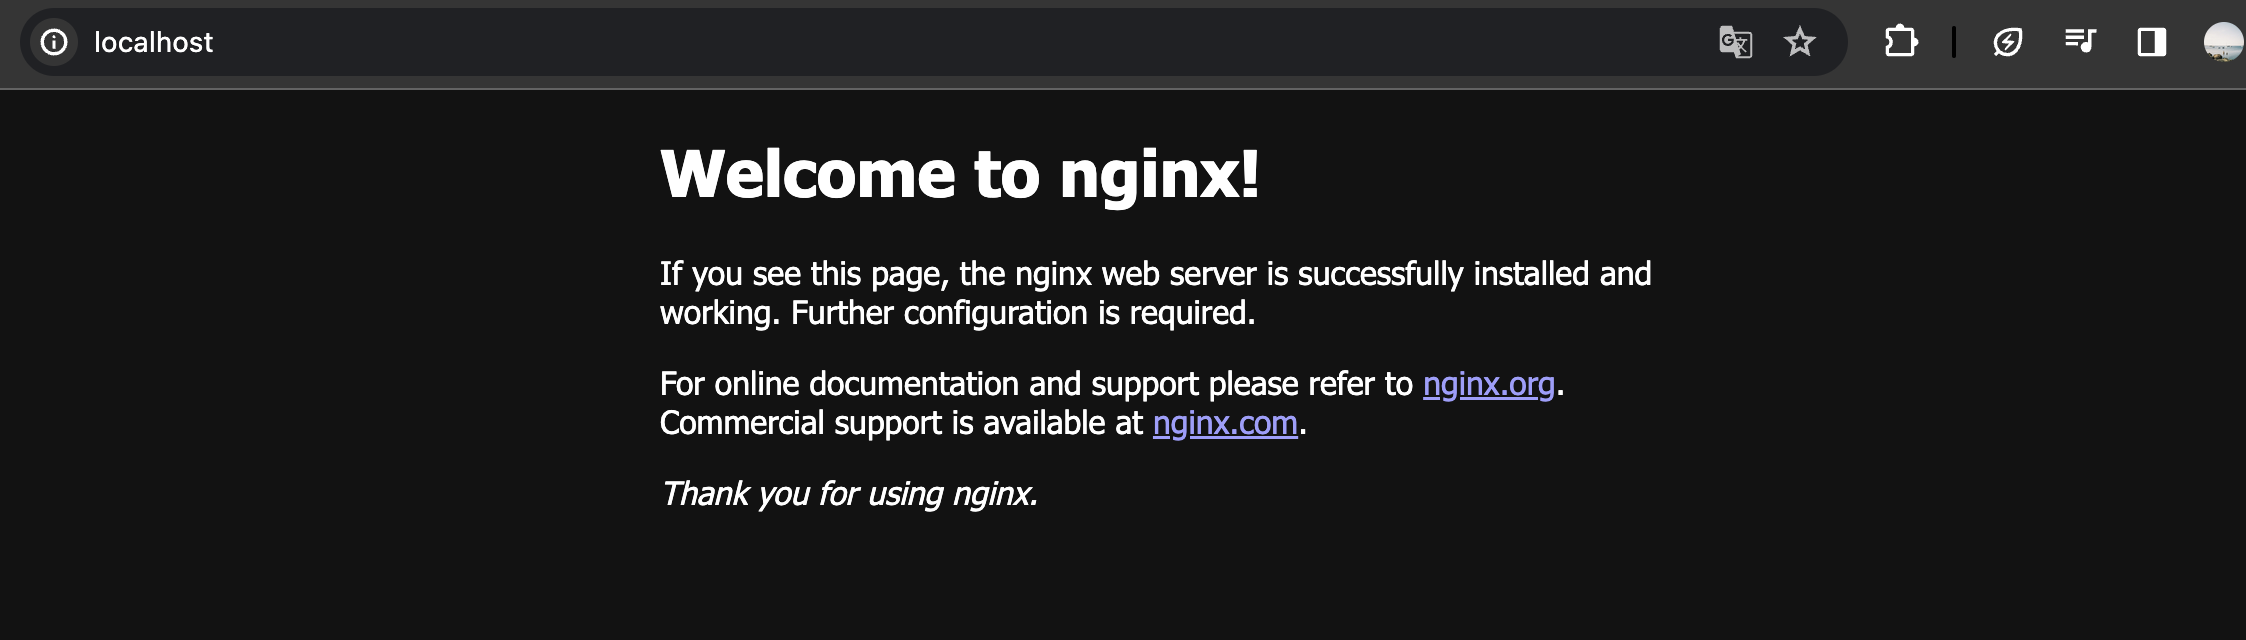 localhost
Welcome to nginx!
If you see this page, the nginx web server is successfully installed and
working. Further configuration is required.
For online documentation and support please refer to nginx.org.
Commercial support is available at nginx.com.
Thank you for using nginx.